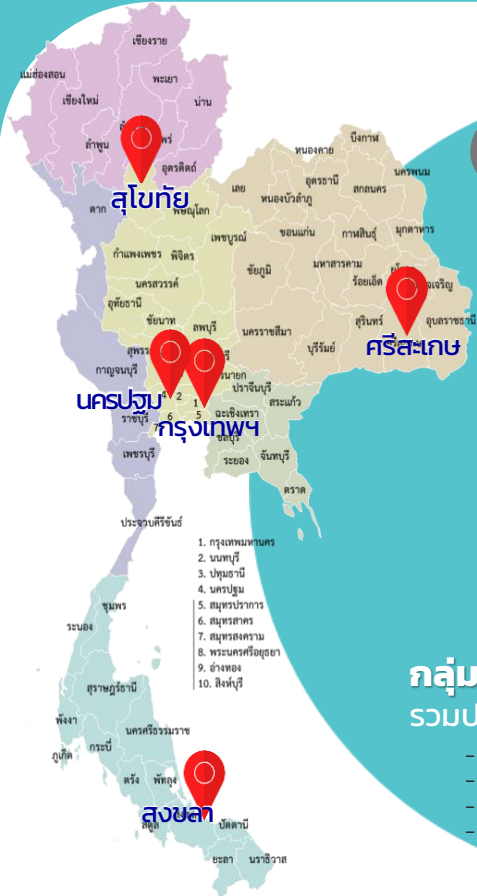 เชียงราย
แม่ฮ่องสอน
พะเยา
เชียงใหม่
น่าน
ลำพูน
อุตรดิตถ์
สุโขทัย
ตาก
พิษณุโลก
เพชรบูรณ์
กำแพงเพชร
พิจิตร
นครสวรรค์
อุทัยธานี
ชัยนาท
ลพบุรี
กาญจนบุรี
นครปฐม
กรุงเทพฯ
ราชบุรี
เพชรบุรี
ประจวบคีรีขันธ์
บึงกาฬ
หนองคาย
เลย
อุดรธานี
นครพนม
หนองบัวลำภู
สกลนคร
ขอนแก่น
กาฬสินธุ์
มุกดาหาร
ชัยภูมิ
มหาสารคาม
ร้อยเอ็ด
นครราชสีมา
บุรีรัมย์
สุรินทร์
อุบลราชธานี
ศรีสะเกษ
ปราจีนบุรี
สระแก้ว
ฉะเชิงเทรา
ชลบุรี
ระยอง
จันทบุรี
ตราด
4
2
1
5
6
7
1. กรุงเทพมหานคร
2. นนทบุรี
3. ปทุมธานี
4. นครปฐม
5. สมุทรปราการ
6. สมุทรสาคร
7. สมุทรสงคราม
8. พระนครศรีอยุธยา
9. อ่างทอง
10. สิงห์บุรี
ชุมพร
ระนอง
สุราษฎร์ธานี
พังงา
นครศรีธรรมราช
ภูเก็ต
กระบี่
ตรัง
พัทลุง
สงขลา
สตูล
ปัตตานี
ยะลา
นราธิวาส
กลุ่ม
รวมป
-
-
-
-